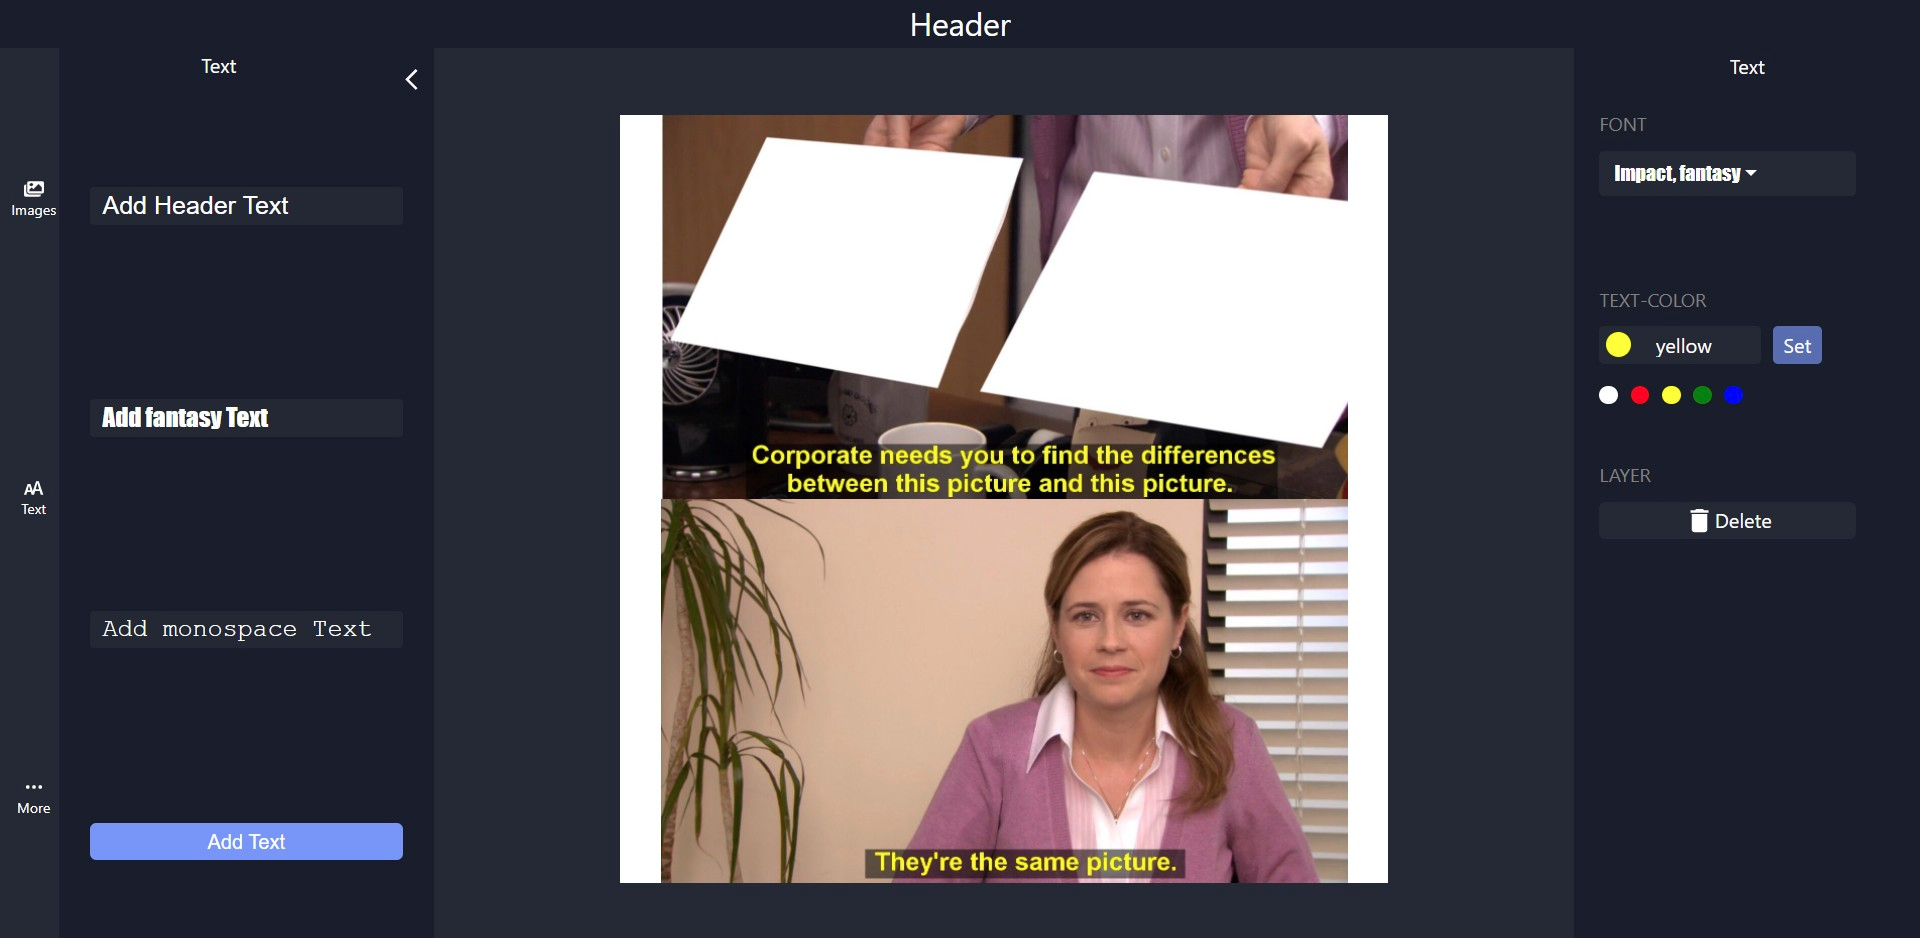 Header
Images
Text
More
Text
Add Header Text
Add fantasy Text
Add monospace Text
Add Text
Corporate needs you to find the differences
between this picture and this picture.
They're the same picture.
Text
FONT
Impact, fantasy
TEXT-COLOR
yellow
Set
LAYER
Delete